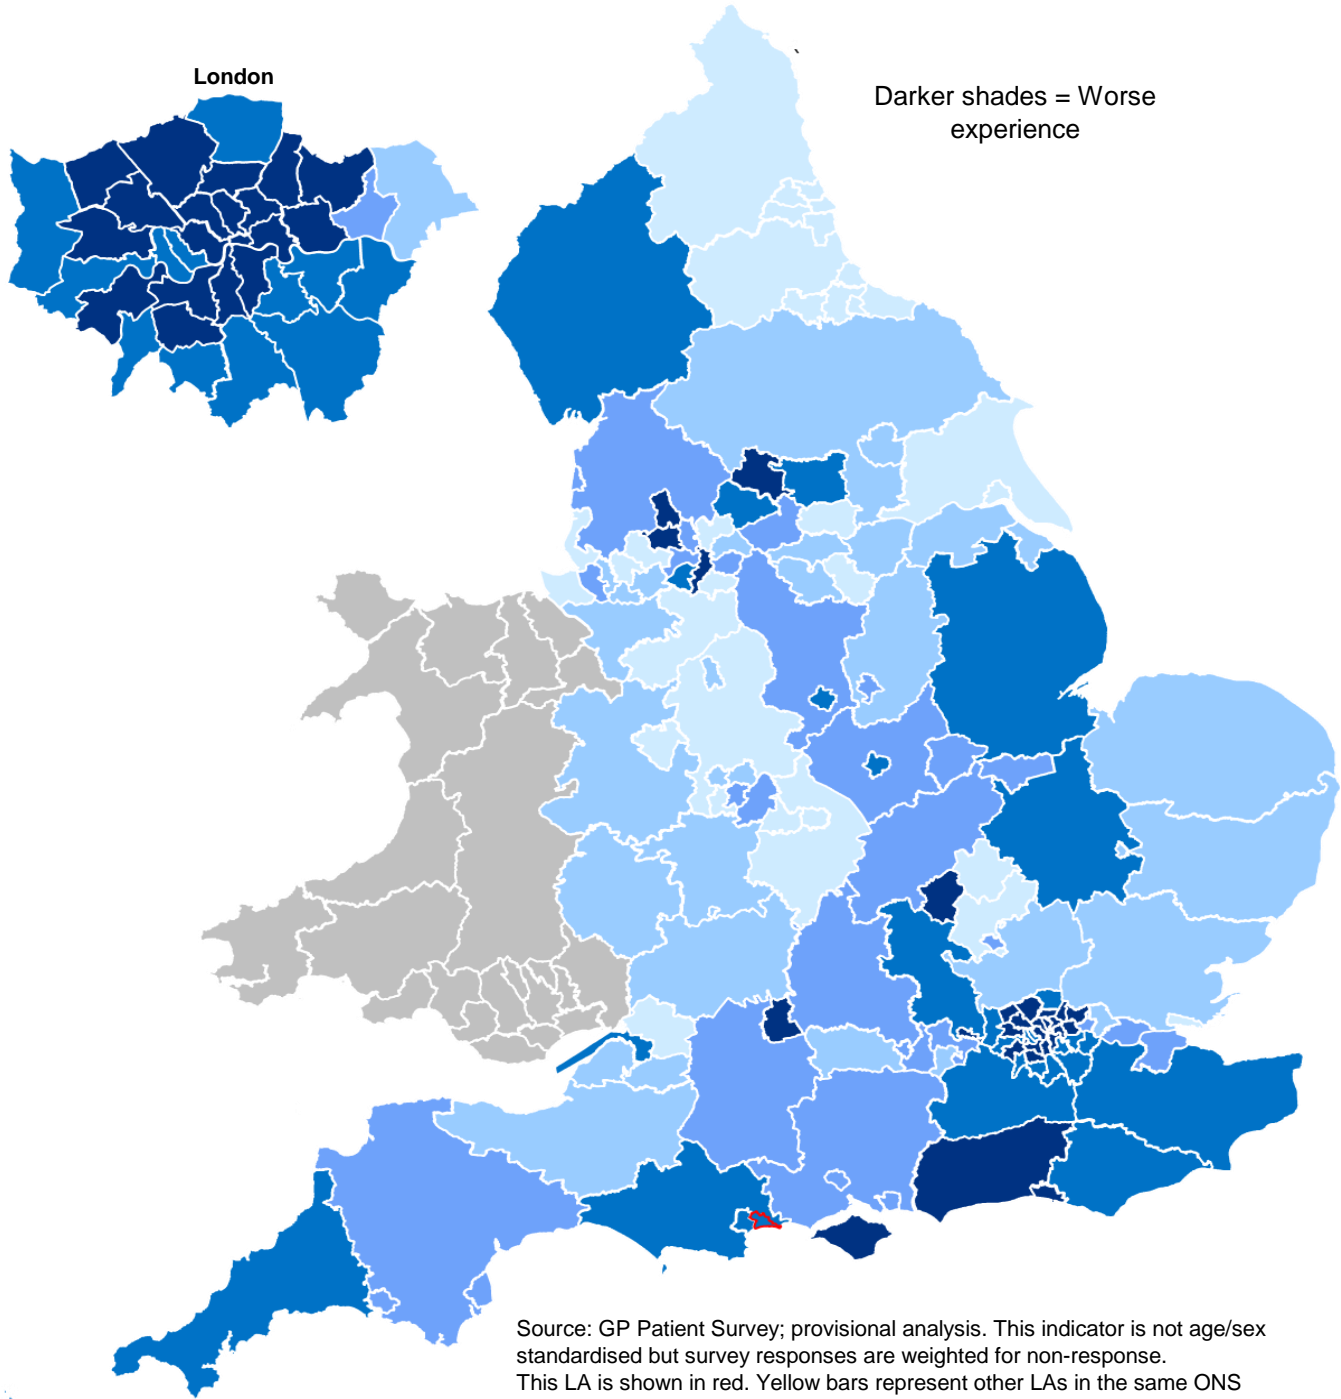 London
Darker shades = Worse
experience
Source: GP Patient Survey; provisional analysis. This indicator is not age/sex
standardised but survey responses are weighted for non-response.
This LA is shown in red. Yellow bars represent other LAs in the same ONS